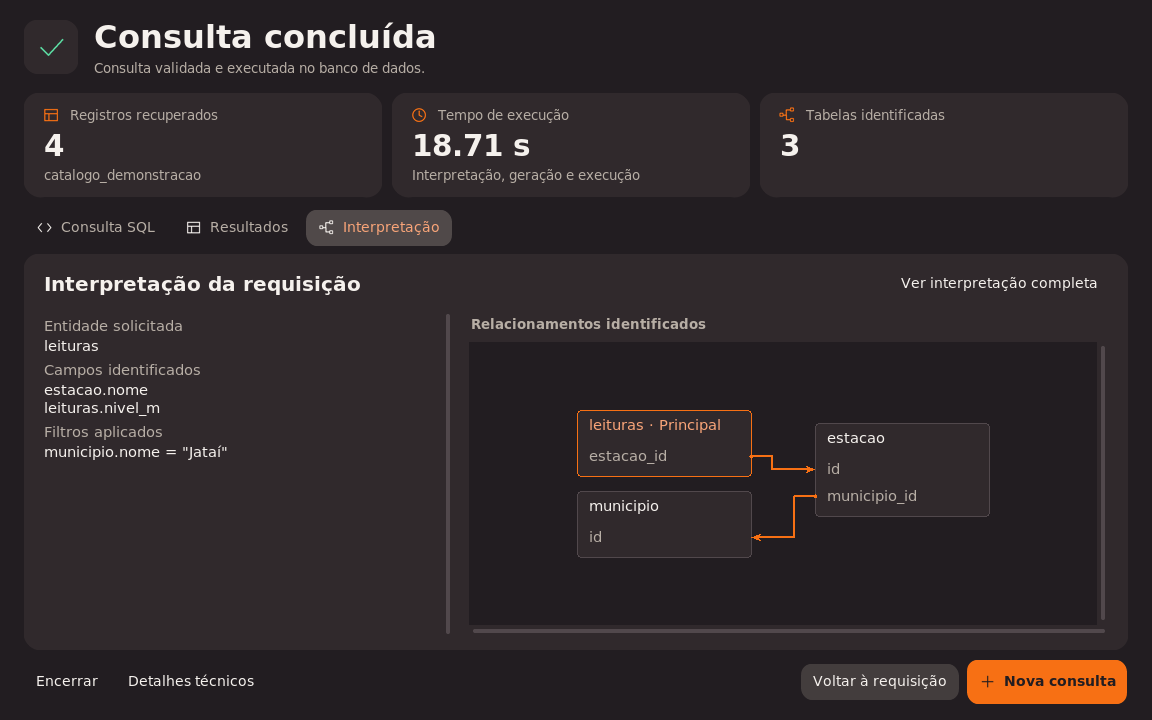 Consulta concluída
Consulta validada e executada no banco de dados.
Registros recuperados
4
catalogo_demonstracao
Tempo de execução
18.71 s
Interpretação, geração e execução
Tabelas identificadas
3
Consulta SQL
Resultados
Interpretação
Interpretação da requisição
Ver interpretação completa
Entidade solicitada
leituras
Campos identificados
estacao.nome
leituras.nivel_m
Filtros aplicados
municipio.nome = "Jataí"
Relacionamentos identificados
leituras · Principal
estacao_id
estacao
id
municipio_id
municipio
id
Encerrar
Detalhes técnicos
Voltar à requisição
Nova consulta